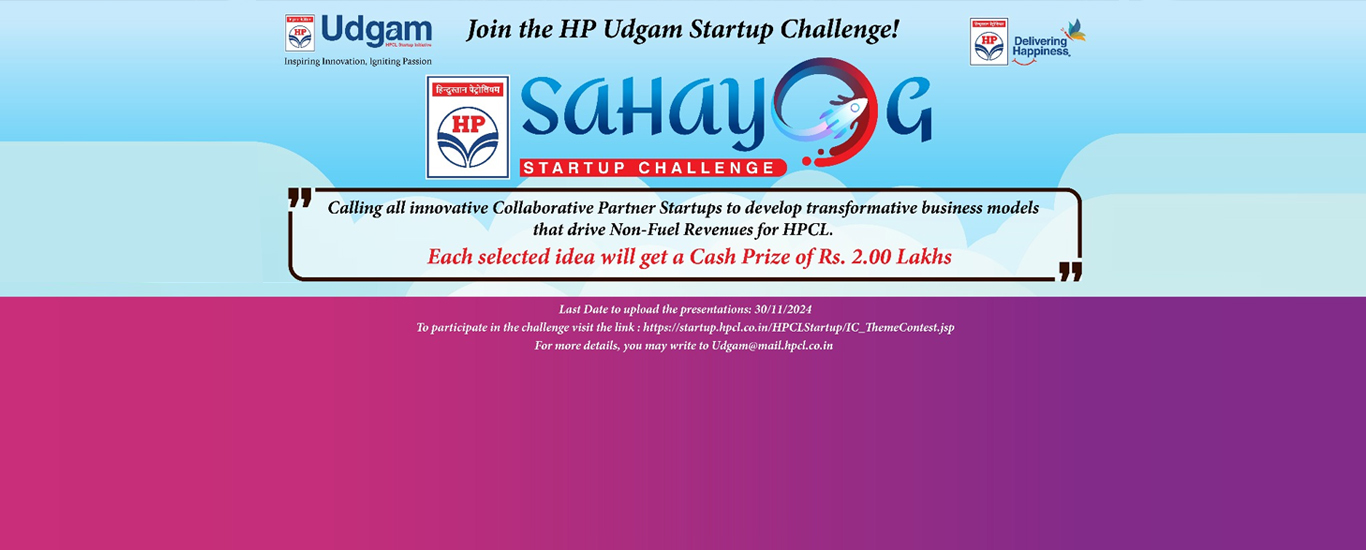 हिन्दुस्तान पेट्रोलियम
HP
Udgam
HPCL Startup Initiative
Inspiring Innovation, Igniting Passion
Join the HP Udgam Startup Challenge!
हिन्दुस्तान पेट्रोलियम
HP
Delivering
Happiness
हिन्दुस्तान पेट्रोलियम
HP
SAHAYOG
STARTUP CHALLENGE
"Calling all innovative Collaborative Partner Startups to develop transformative business models
that drive Non-Fuel Revenues for HPCL.
Each selected idea will get a Cash Prize of Rs. 2.00 Lakhs"
Last Date to upload the presentations: 30/11/2024
To participate in the challenge visit the link : https://startup.hpcl.co.in/HPCLStartup/IC_ThemeContest.jsp
For more details, you may write to Udgam@mail.hpcl.co.in